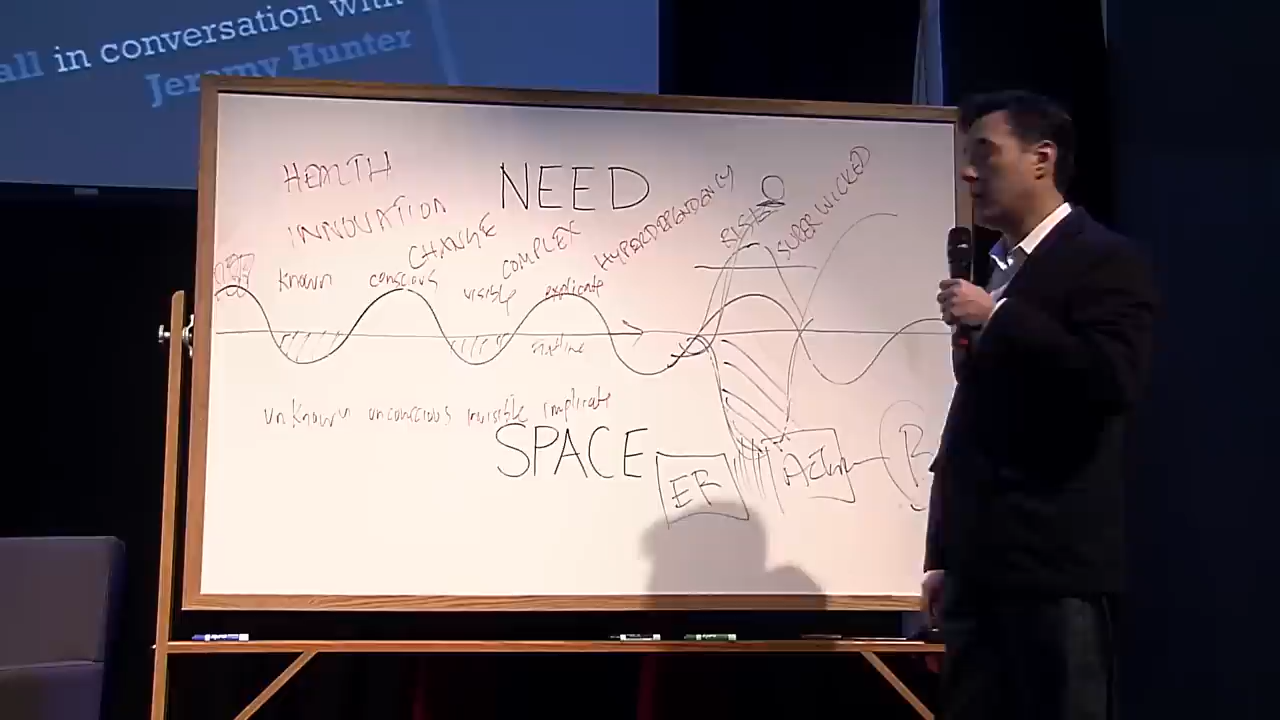 all in conversation with
Jeremy Hunter
HEALTH
NEED
INNOVATION
CHANGE
COMPLEX
HYPERDEPENDENCY
SUPER WICKED
known conscious visible explicate
unknown unconscious invisible implicate
SPACE
ER